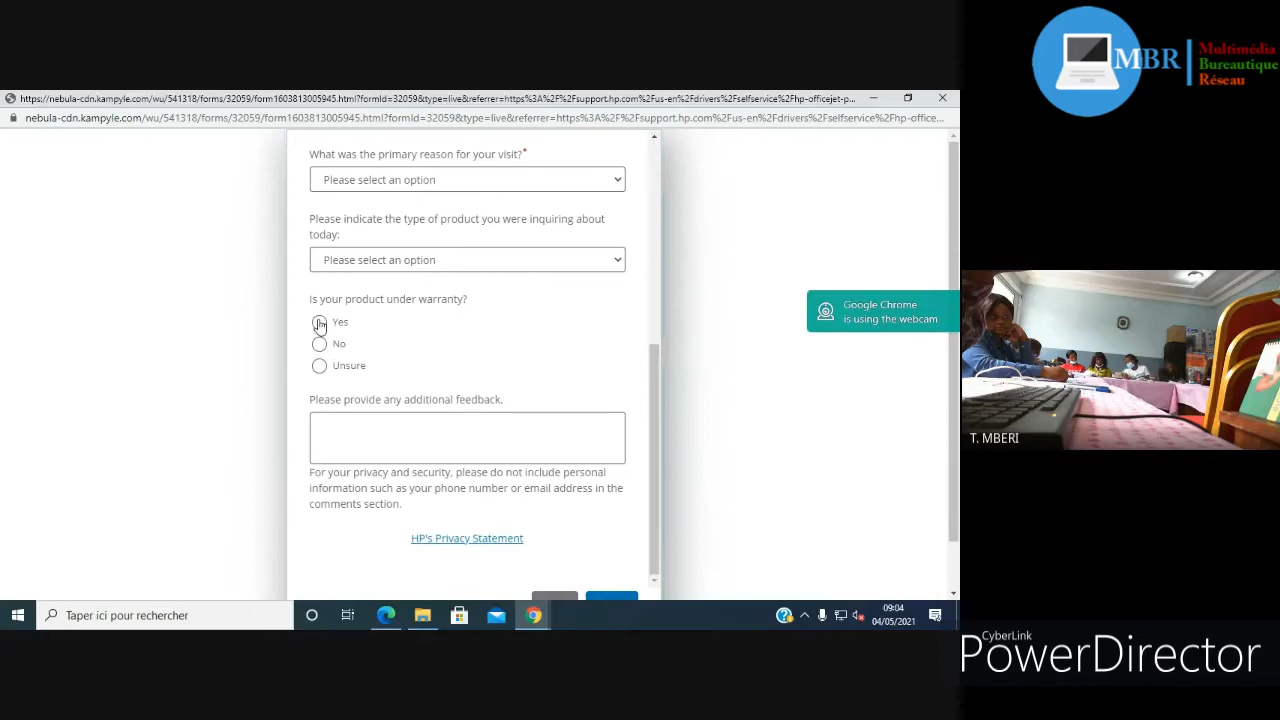 https://nebula-cdn.kampyle.com/wu/541318/forms/32059/form1603813005945.html?formId=32059&type=live&referrer=https%3A%2F%2Fsupport.hp.com%2Fus-en%2Fdrivers%2Fselfservice%2Fhp-officejet-p...
nebula-cdn.kampyle.com/wu/541318/forms/32059/form1603813005945.html?formId=32059&type=live&referrer=https%3A%2F%2Fsupport.hp.com%2Fus-en%2Fdrivers%2Fselfservice%2Fhp-office...
What was the primary reason for your visit?*
Please select an option
Please indicate the type of product you were inquiring about
today:
Please select an option
Is your product under warranty?
Yes
No
Unsure
Please provide any additional feedback.
For your privacy and security, please do not include personal
information such as your phone number or email address in the
comments section.
HP's Privacy Statement
Google Chrome
is using the webcam
Taper ici pour rechercher
09:04
04/05/2021
MBR
Multimédia
Bureautique
Réseau
T. MBERI
CyberLink
PowerDirector